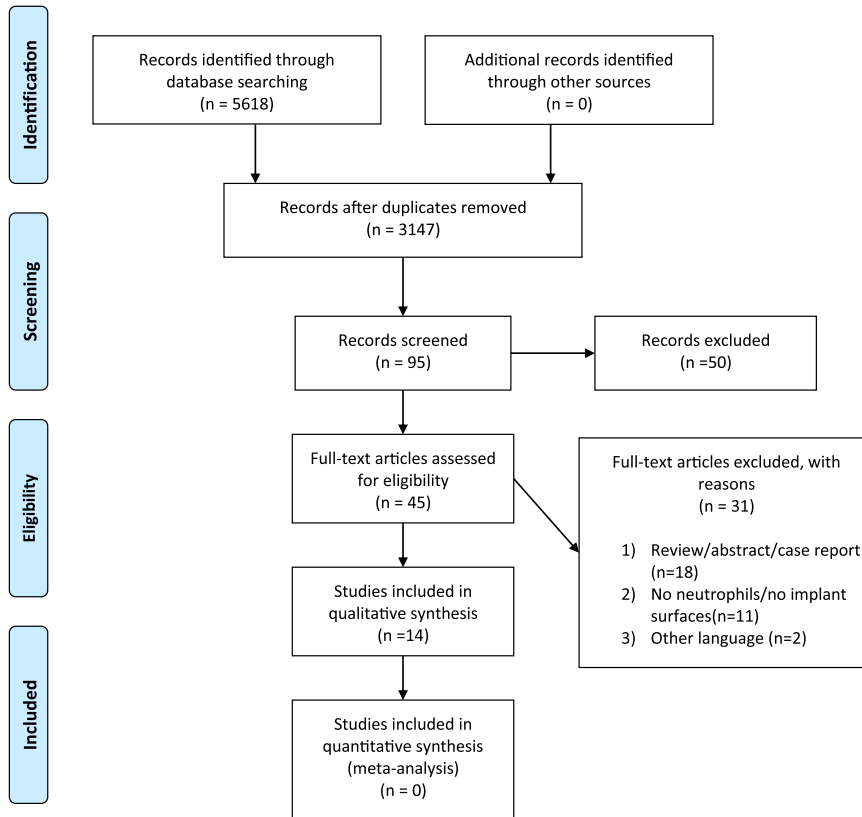 Identification
Records identified through
database searching
(n = 5618)
Additional records identified
through other sources
(n = 0)
Records after duplicates removed
(n = 3147)
Screening
Records screened
(n = 95)
Records excluded
(n =50)
Eligibility
Full-text articles assessed
for eligibility
(n = 45)
Full-text articles excluded, with
reasons
(n = 31)
1) Review/abstract/case report
(n=18)
2) No neutrophils/no implant
surfaces(n=11)
3) Other language (n=2)
Studies included in
qualitative synthesis
(n =14)
Included
Studies included in
quantitative synthesis
(meta-analysis)
(n = 0)